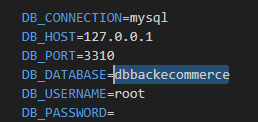 DB_CONNECTION=mysql
DB_HOST=127.0.0.1
DB_PORT=3310
DB_DATABASE=dbbackecommerce
DB_USERNAME=root
DB_PASSWORD=